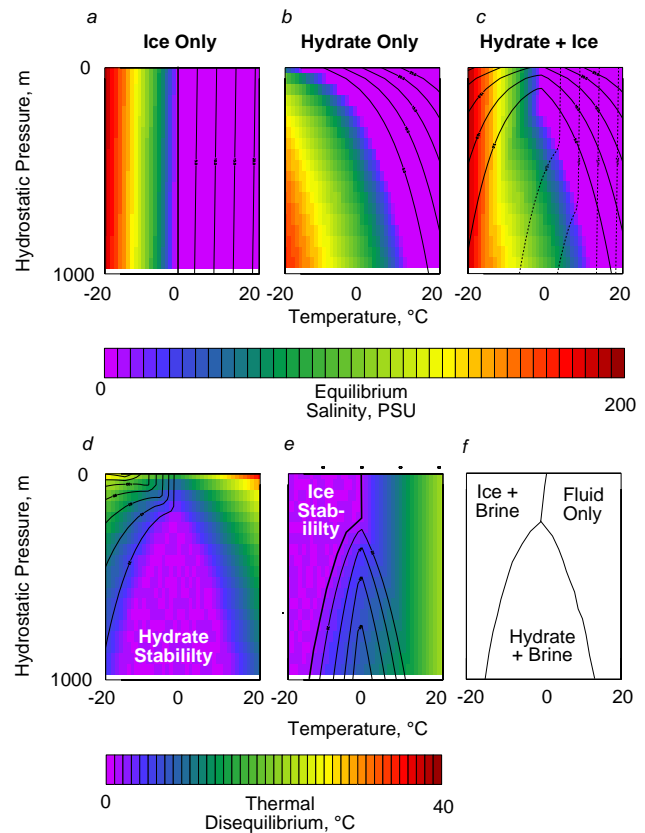 a
b
c
Ice Only
Hydrate Only
Hydrate + Ice
Hydrostatic Pressure, m
0
1000
-20
0
20
-20
0
20
-20
0
20
Temperature, °C
0
200
Equilibrium
Salinity, PSU
d
e
f
Hydrostatic Pressure, m
0
1000
Hydrate
Stabililty
Ice
Stab-
ililty
Ice +
Brine
Fluid
Only
Hydrate
+ Brine
-20
0
20
-20
0
20
-20
0
20
Temperature, °C
0
40
Thermal
Disequilibrium, °C